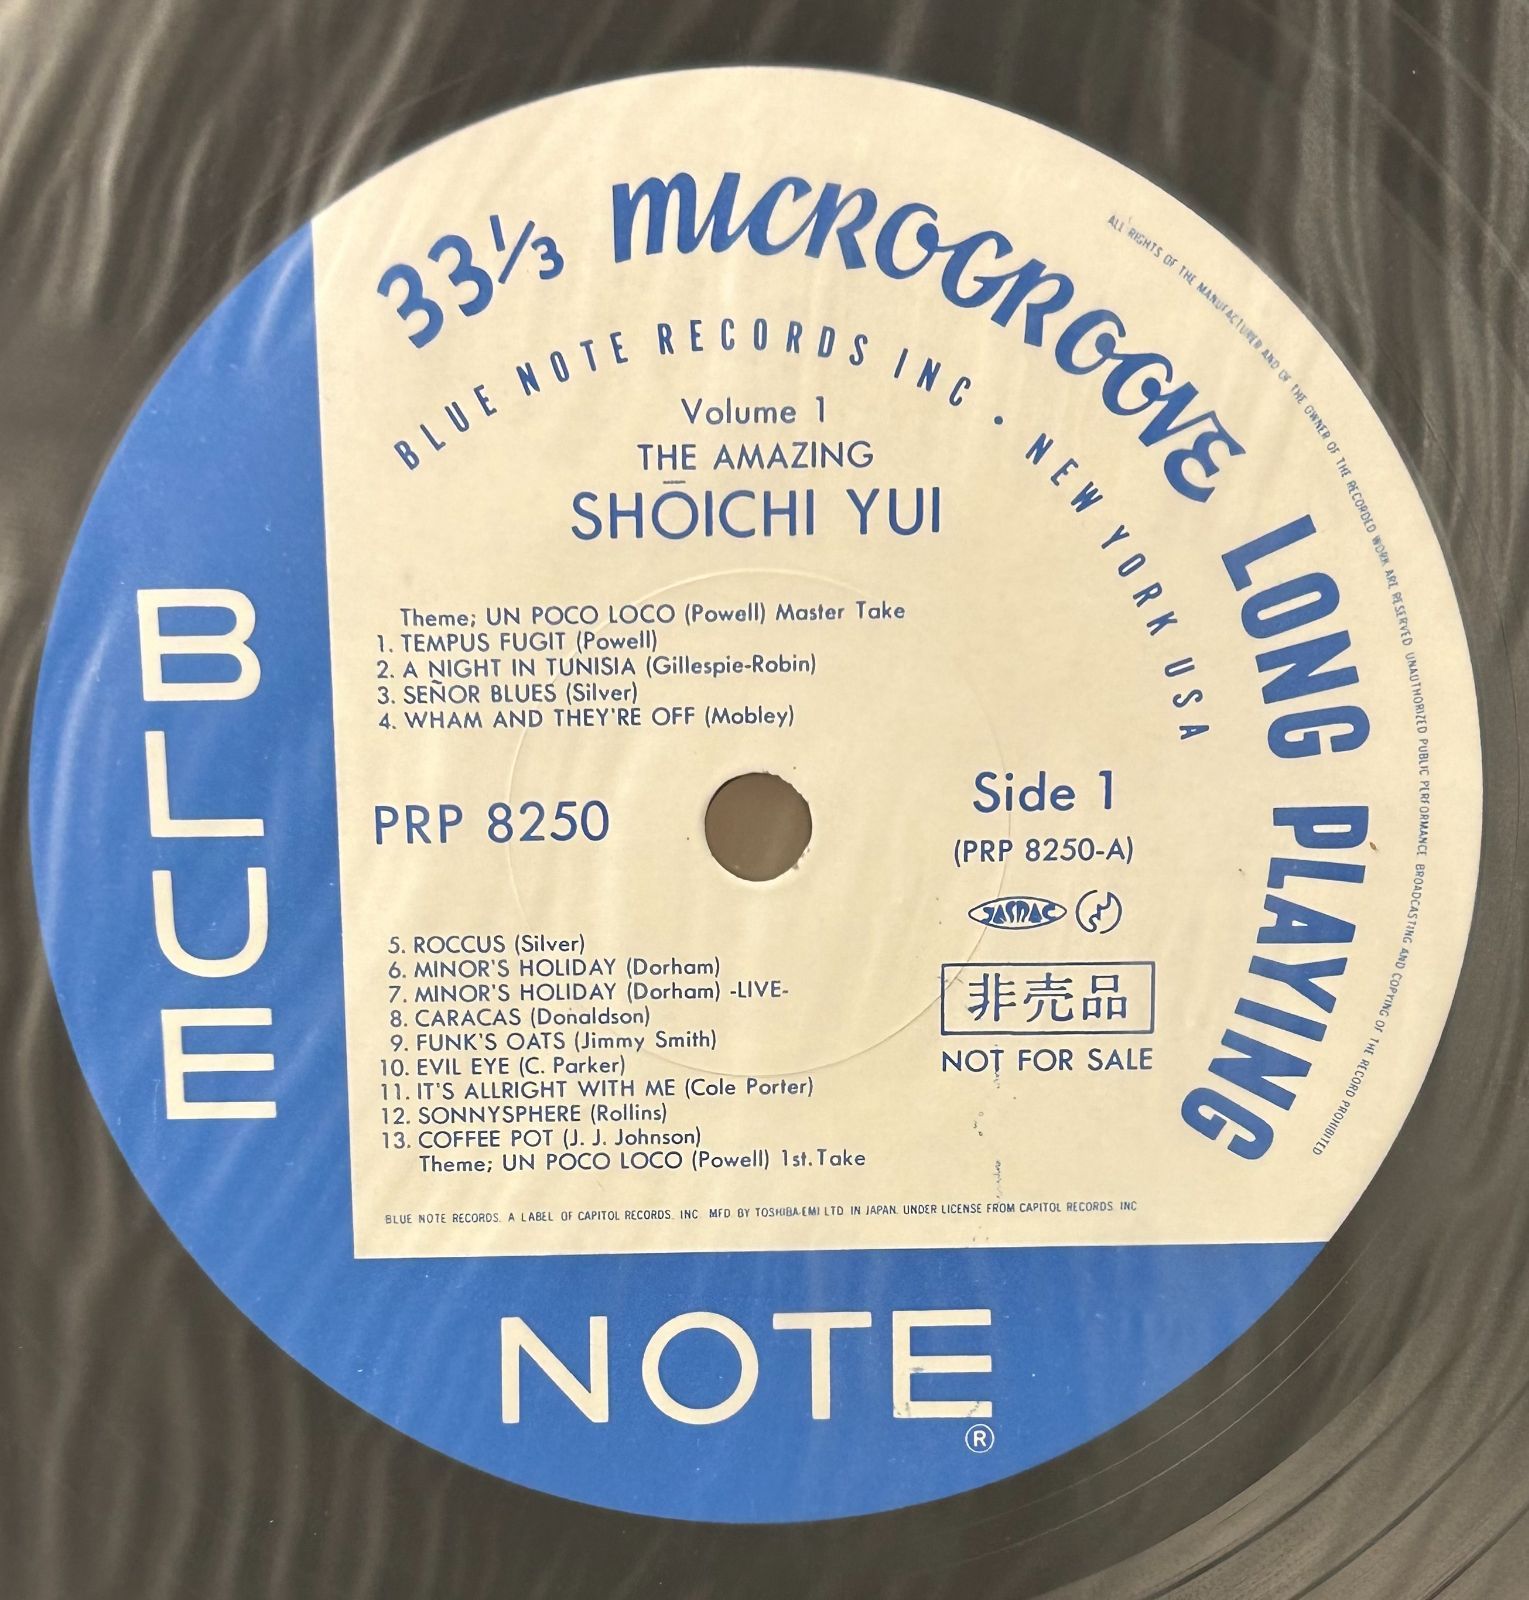 33⅓ MICROGROOVE LONG PLAYING
BLUE NOTE RECORDS INC • NEW YORK USA
ALL RIGHTS OF THE MANUFACTURER AND OF THE OWNER OF THE RECORDED WORK ARE RESERVED UNAUTHORIZED PUBLIC PERFORMANCE BROADCASTING AND COPYING OF THE RECORD PROHIBITED
Volume 1
THE AMAZING
SHŌICHI YUI
Theme; UN POCO LOCO (Powell) Master Take
1. TEMPUS FUGIT (Powell)
2. A NIGHT IN TUNISIA (Gillespie-Robin)
3. SEÑOR BLUES (Silver)
4. WHAM AND THEY'RE OFF (Mobley)
PRP 8250
Side 1
(PRP 8250-A)
JASRAC
非売品
NOT FOR SALE
5. ROCCUS (Silver)
6. MINOR'S HOLIDAY (Dorham)
7. MINOR'S HOLIDAY (Dorham) -LIVE-
8. CARACAS (Donaldson)
9. FUNK'S OATS (Jimmy Smith)
10. EVIL EYE (C. Parker)
11. IT'S ALLRIGHT WITH ME (Cole Porter)
12. SONNYSPHERE (Rollins)
13. COFFEE POT (J. J. Johnson)
Theme; UN POCO LOCO (Powell) 1st. Take
BLUE NOTE RECORDS. A LABEL OF CAPITOL RECORDS. INC. MFD BY TOSHIBA-EMI LTD IN JAPAN. UNDER LICENSE FROM CAPITOL RECORDS. INC
BLUE
NOTE
®